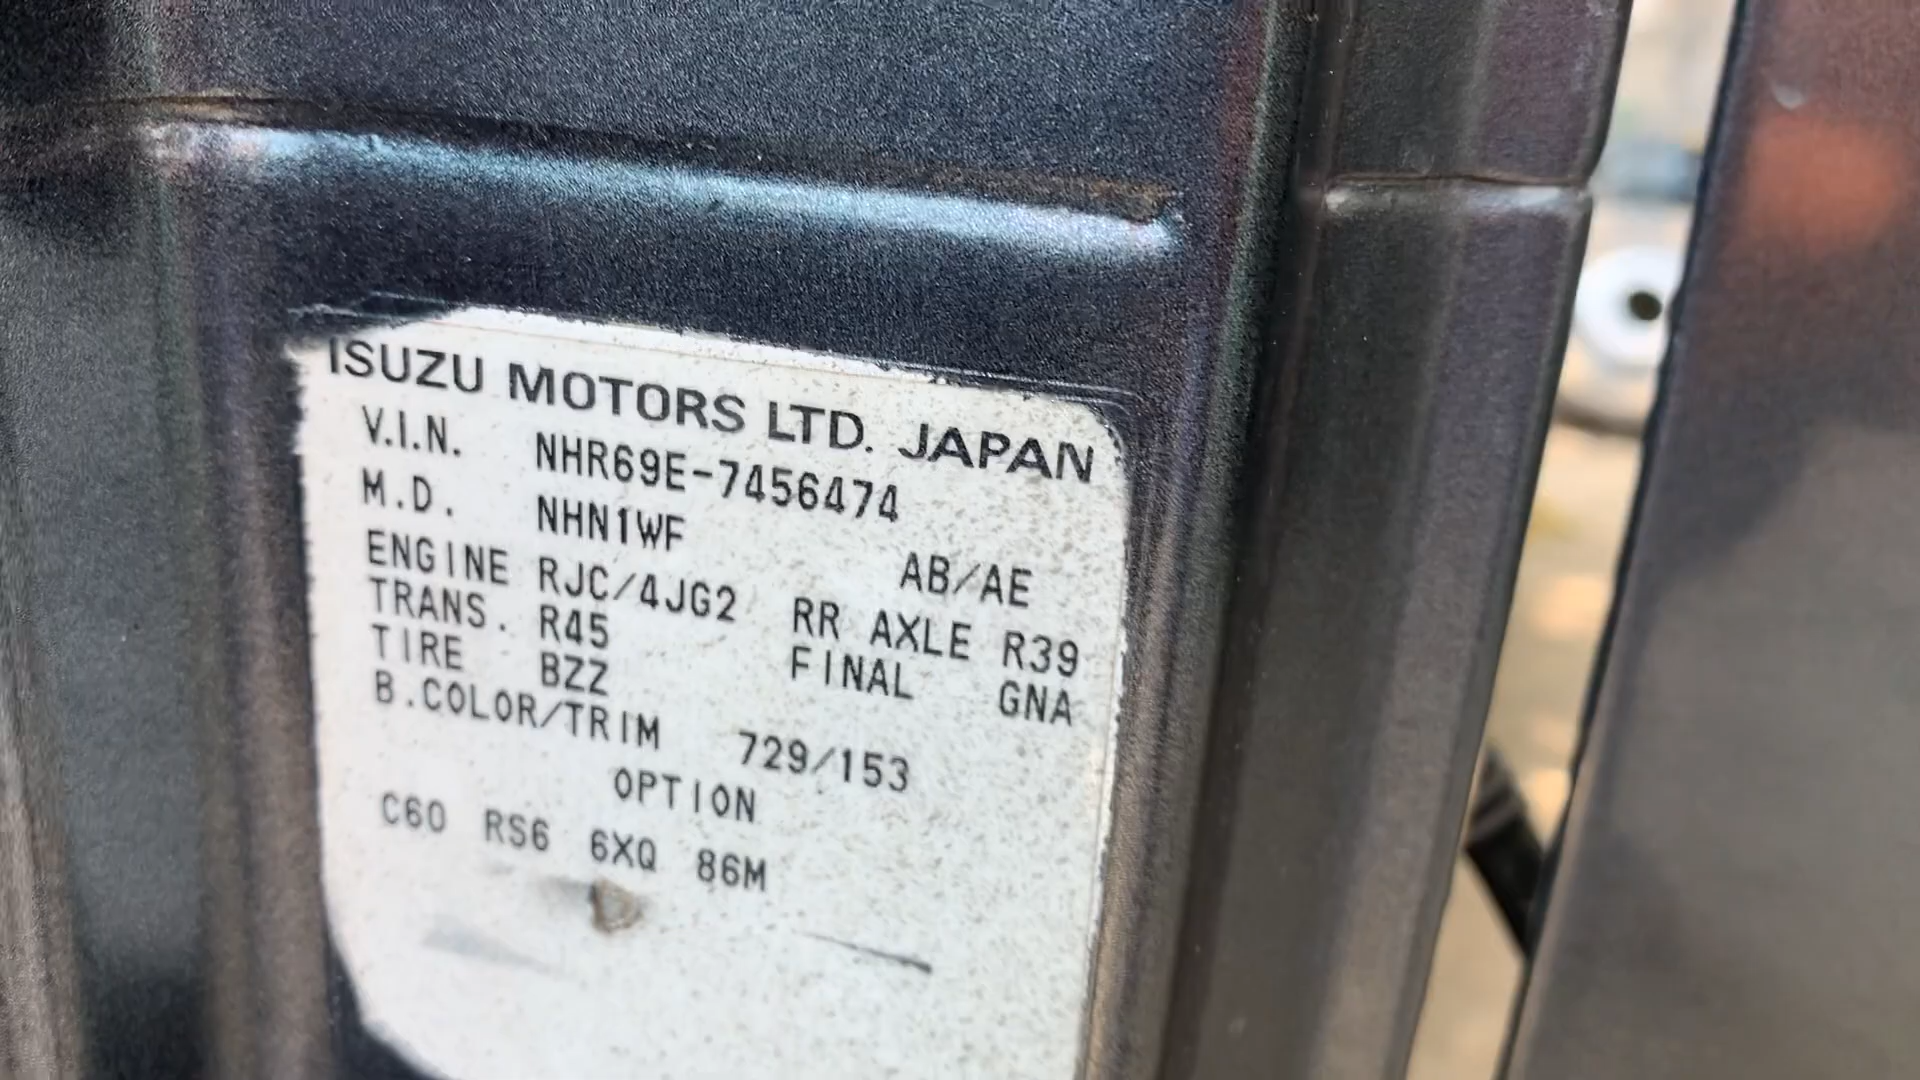 ISUZU MOTORS LTD. JAPAN
V.I.N. NHR69E-7456474
M.D. NHN1WF AB/AE
ENGINE RJC/4JG2 RR AXLE R39
TRANS. R45 FINAL GNA
TIRE BZZ
B.COLOR/TRIM 729/153
OPTION
C60 RS6 6XQ 86M